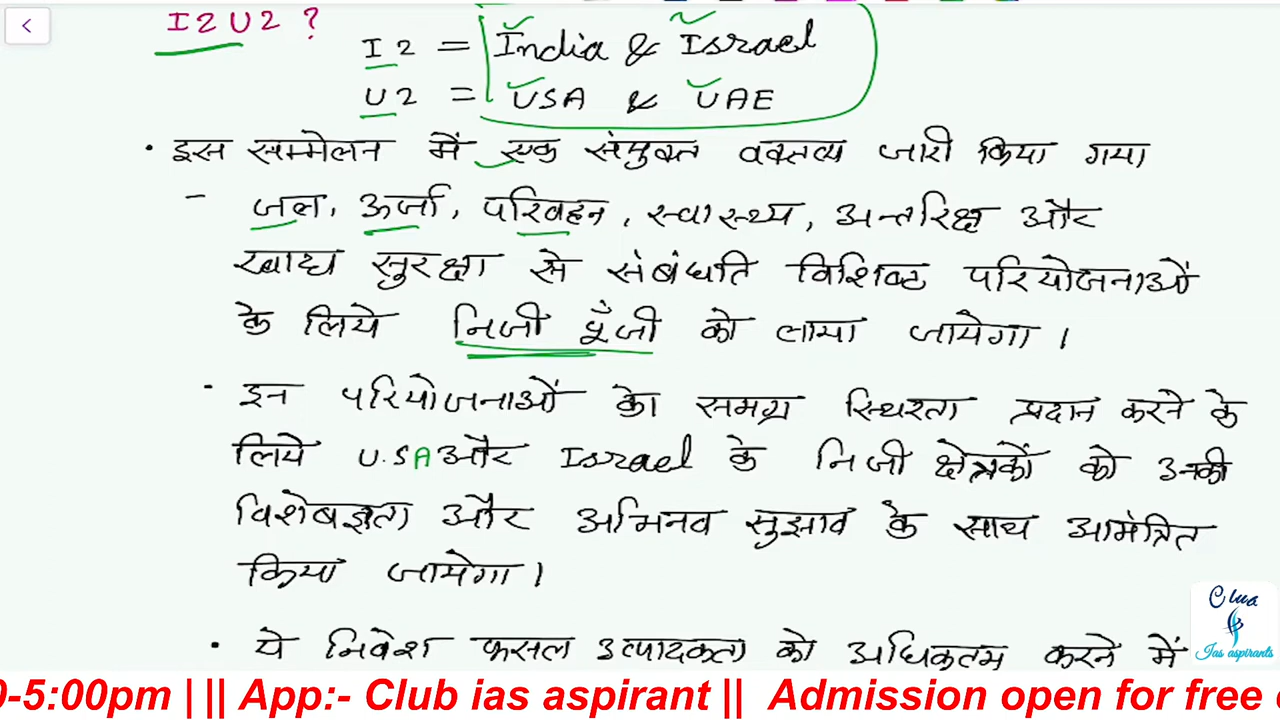 I2U2 ?
I2 = India & Israel
U2 = USA & UAE
• इस सम्मेलन में एक संयुक्त वक्तव्य जारी किया गया
- जल, ऊर्जा, परिवहन, स्वास्थ्य, अन्तरिक्ष और
खाद्य सुरक्षा से संबंधति विशिष्ट परियोजनाओं
के लिये निजी पूँजी को लाया जायेगा।
• इन परियोजनाओं का समग्र स्थिरता प्रदान करने के
लिये U.SA और Israel के निजी क्षेत्रकों को उनकी
विशेषज्ञता और अभिनव सुझाव के साथ आमंत्रित
किया जायेगा।
• ये निवेश फसल उत्पादकता को अधिकतम करने में
Club
Ias aspirants
0-5:00pm | || App:- Club ias aspirant || Admission open for free